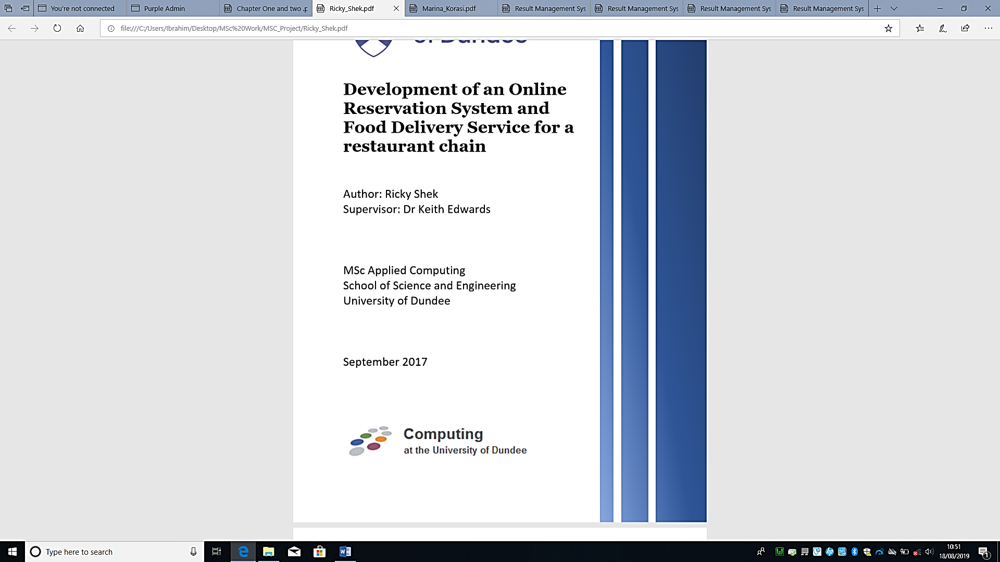 You're not connected
Purple Admin
Chapter One and two .p
Ricky_Shek.pdf
Marina_Korasi.pdf
Result Management Sys
Result Management Sys
Result Management Sys
Result Management Sys
file:///C:/Users/Ibrahim/Desktop/MSc%20Work/MSC_Project/Ricky_Shek.pdf
of Dundee
Development of an Online
Reservation System and
Food Delivery Service for a
restaurant chain
Author: Ricky Shek
Supervisor: Dr Keith Edwards
MSc Applied Computing
School of Science and Engineering
University of Dundee
September 2017
Computing
at the University of Dundee
Type here to search
10:51
18/08/2019